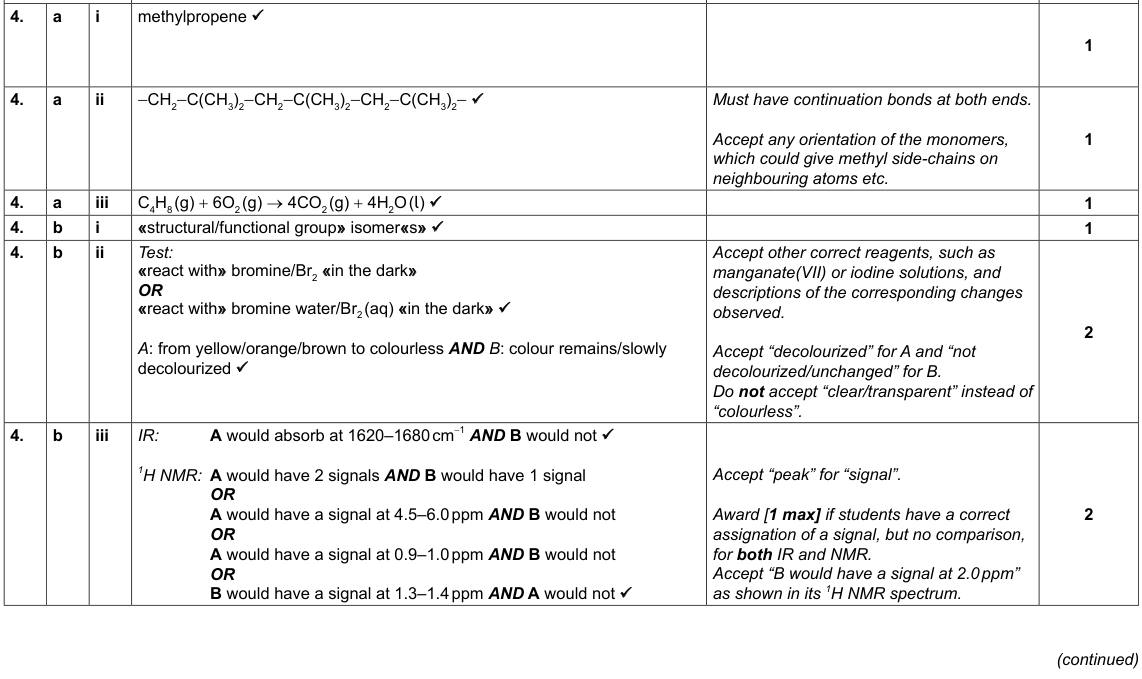 4. a i methylpropene ✓ 1
4. a ii –CH₂–C(CH₃)₂–CH₂–C(CH₃)₂–CH₂–C(CH₃)₂– ✓
Must have continuation bonds at both ends.
Accept any orientation of the monomers,
which could give methyl side-chains on
neighbouring atoms etc.
1
4. a iii C₄H₈(g) + 6O₂(g) → 4CO₂(g) + 4H₂O(l) ✓ 1
4. b i «structural/functional group» isomer«s» ✓ 1
4. b ii Test:
«react with» bromine/Br₂ «in the dark»
OR
«react with» bromine water/Br₂(aq) «in the dark» ✓
A: from yellow/orange/brown to colourless AND B: colour remains/slowly
decolourized ✓
Accept other correct reagents, such as
manganate(VII) or iodine solutions, and
descriptions of the corresponding changes
observed.
Accept “decolourized” for A and “not
decolourized/unchanged” for B.
Do not accept “clear/transparent” instead of
“colourless”.
2
4. b iii IR: A would absorb at 1620–1680 cm⁻¹ AND B would not ✓
¹H NMR: A would have 2 signals AND B would have 1 signal
OR
A would have a signal at 4.5–6.0 ppm AND B would not
OR
A would have a signal at 0.9–1.0 ppm AND B would not
OR
B would have a signal at 1.3–1.4 ppm AND A would not ✓
Accept “peak” for “signal”.
Award [1 max] if students have a correct
assignation of a signal, but no comparison,
for both IR and NMR.
Accept “B would have a signal at 2.0 ppm”
as shown in its ¹H NMR spectrum.
2
(continued)